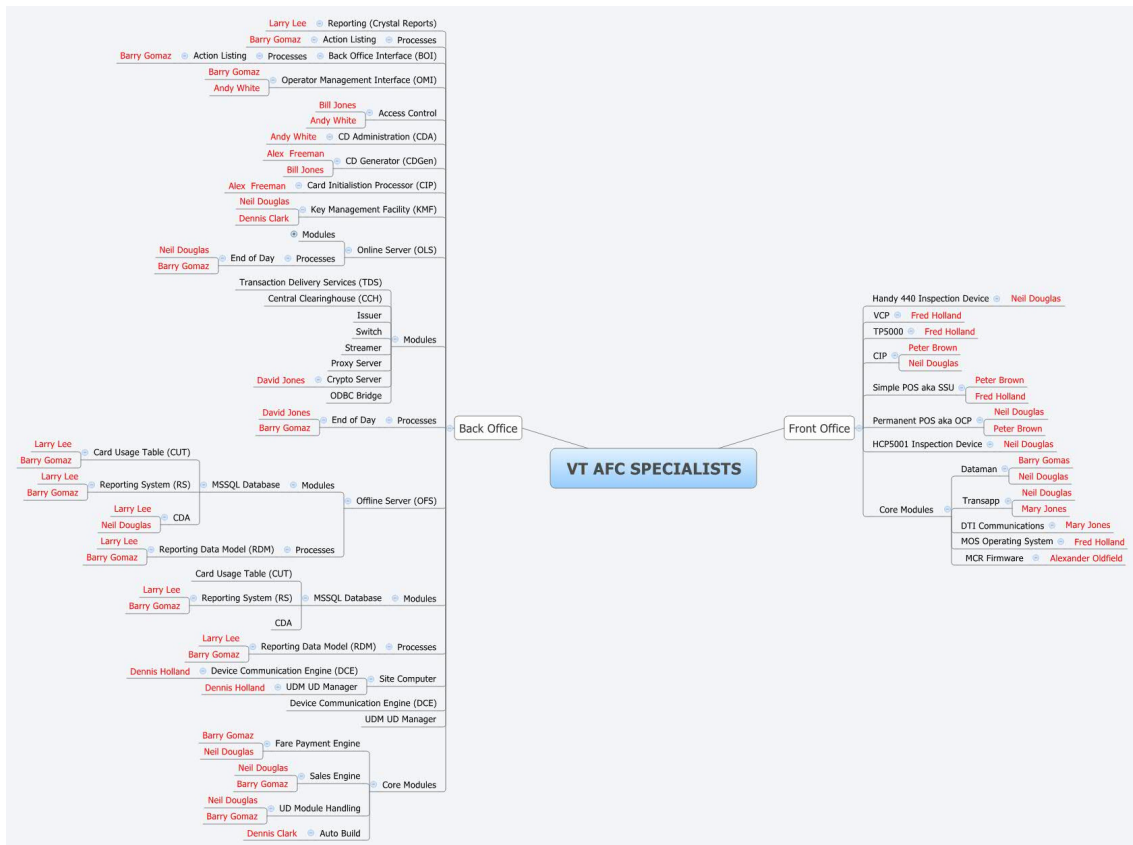 Larry Lee Reporting (Crystal Reports)
Barry Gomaz Action Listing Processes
Barry Gomaz Action Listing Processes Back Office Interface (BOI)
Barry Gomaz
Operator Management Interface (OMI)
Andy White
Bill Jones
Access Control
Andy White
Andy White CD Administration (CDA)
Alex Freeman
CD Generator (CDGen)
Bill Jones
Alex Freeman Card Initialistion Processor (CIP)
Neil Douglas
Key Management Facility (KMF)
Dennis Clark
Modules
Online Server (OLS)
Neil Douglas
End of Day Processes
Barry Gomaz
Transaction Delivery Services (TDS)
Central Clearinghouse (CCH)
Issuer
Switch
Streamer
Modules
Proxy Server
David Jones Crypto Server
ODBC Bridge
David Jones
End of Day Processes
Barry Gomaz
Back Office
Larry Lee
Card Usage Table (CUT)
Barry Gomaz
Larry Lee
Reporting System (RS) MSSQL Database Modules
Barry Gomaz
Offline Server (OFS)
Larry Lee
CDA
Neil Douglas
Larry Lee
Reporting Data Model (RDM) Processes
Barry Gomaz
Card Usage Table (CUT)
Larry Lee
Reporting System (RS) MSSQL Database Modules
Barry Gomaz
CDA
Larry Lee
Reporting Data Model (RDM) Processes
Barry Gomaz
Dennis Holland Device Communication Engine (DCE)
Site Computer
Dennis Holland UDM UD Manager
Device Communication Engine (DCE)
UDM UD Manager
Barry Gomaz
Fare Payment Engine
Neil Douglas
Neil Douglas
Sales Engine
Barry Gomaz
Core Modules
Neil Douglas
UD Module Handling
Barry Gomaz
Dennis Clark Auto Build
VT AFC SPECIALISTS
Front Office
Handy 440 Inspection Device Neil Douglas
VCP Fred Holland
TP5000 Fred Holland
Peter Brown
CIP
Neil Douglas
Peter Brown
Simple POS aka SSU
Fred Holland
Neil Douglas
Permanent POS aka OCP
Peter Brown
HCP5001 Inspection Device Neil Douglas
Barry Gomas
Dataman
Neil Douglas
Neil Douglas
Transapp
Mary Jones
Core Modules
DTI Communications Mary Jones
MOS Operating System Fred Holland
MCR Firmware Alexander Oldfield